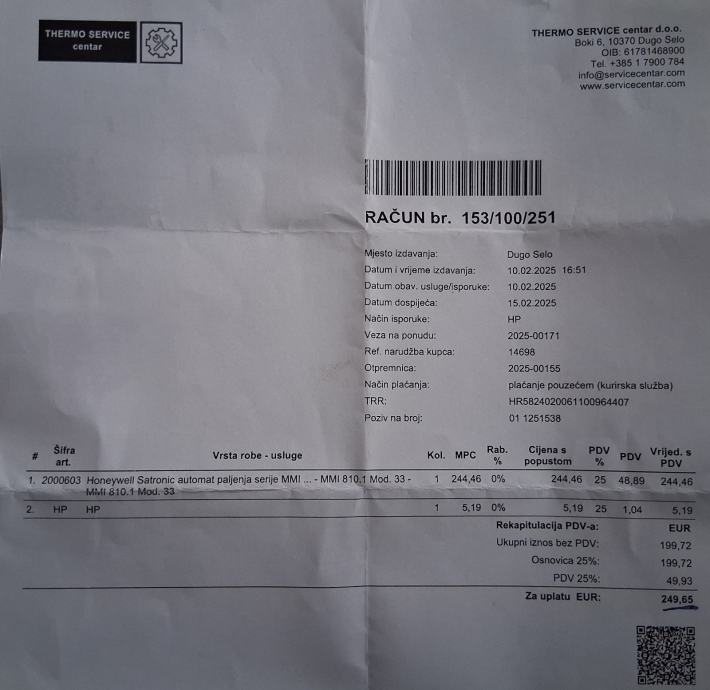 THERMO SERVICE
centar
THERMO SERVICE centar d.o.o.
Boki 6, 10370 Dugo Selo
OIB: 61781468900
Tel. +385 1 7900 784
info@servicecentar.com
www.servicecentar.com
RAČUN br. 153/100/251
Mjesto izdavanja: Dugo Selo
Datum i vrijeme izdavanja: 10.02.2025 16:51
Datum obav. usluge/isporuke: 10.02.2025
Datum dospijeća: 15.02.2025
Način isporuke: HP
Veza na ponudu: 2025-00171
Ref. narudžba kupca: 14698
Otpremnica: 2025-00155
Način plaćanja: plaćanje pouzećem (kurirska služba)
TRR: HR5824020061100964407
Poziv na broj: 01 1251538
# Šifra art. Vrsta robe - usluge Kol. MPC Rab. % Cijena s popustom PDV % PDV Vrijed. s PDV
1. 2000603 Honeywell Satronic automat paljenja serije MMI ... - MMI 810.1 Mod. 33 - 1 244,46 0% 244,46 25 48,89 244,46
MMI 810.1 Mod. 33
2. HP HP 1 5,19 0% 5,19 25 1,04 5,19
Rekapitulacija PDV-a: EUR
Ukupni iznos bez PDV: 199,72
Osnovica 25%: 199,72
PDV 25%: 49,93
Za uplatu EUR: 249,65